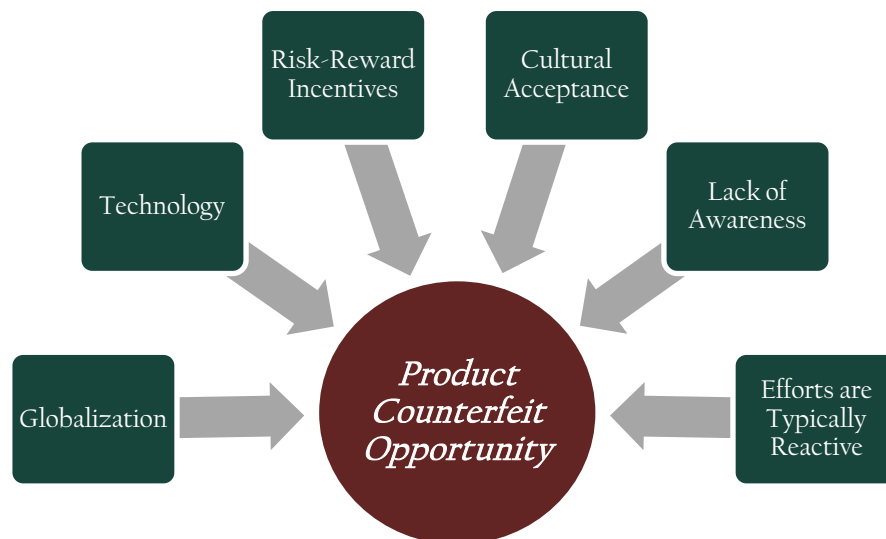 Risk-Reward
Incentives
Cultural
Acceptance
Technology
Lack of
Awareness
Globalization
Product
Counterfeit
Opportunity
Efforts are
Typically
Reactive